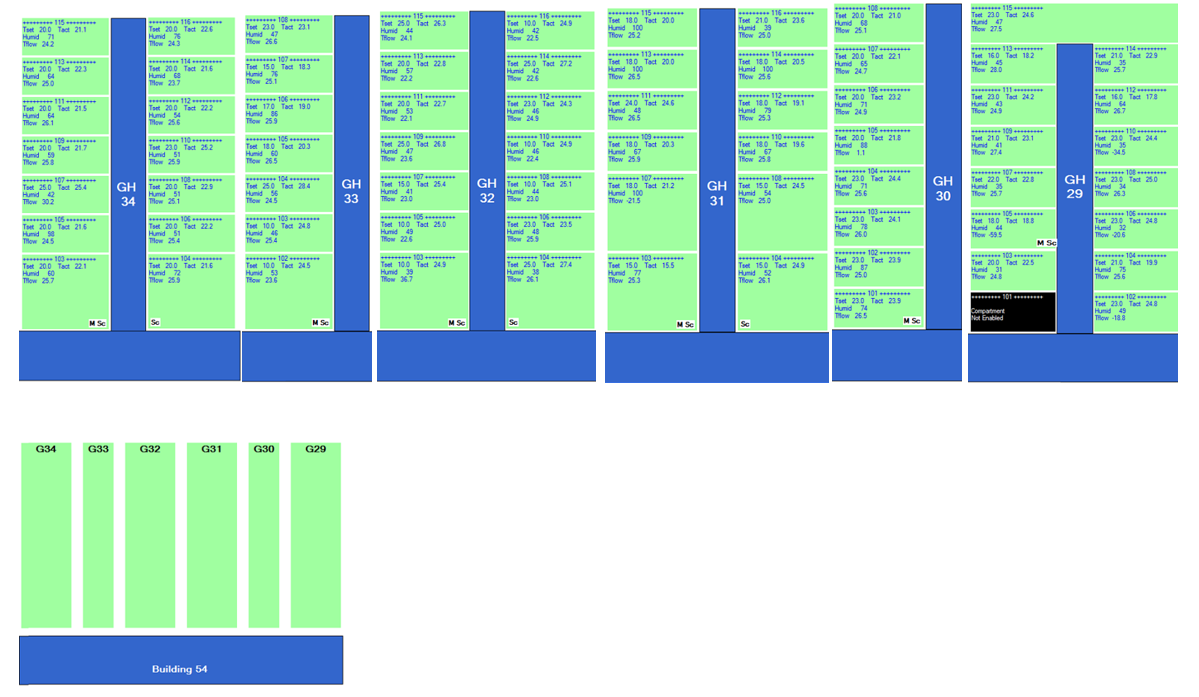 +++++++++ 115 +++++++++
Tset 20.0 Tact 21.1
Humid 71
Tflow 24.2
+++++++++ 113 +++++++++
Tset 20.0 Tact 22.3
Humid 64
Tflow 25.0
+++++++++ 111 +++++++++
Tset 20.0 Tact 21.5
Humid 64
Tflow 26.1
+++++++++ 109 +++++++++
Tset 20.0 Tact 21.7
Humid 59
Tflow 25.8
+++++++++ 107 +++++++++
Tset 25.0 Tact 25.4
Humid 42
Tflow 30.2
+++++++++ 105 +++++++++
Tset 20.0 Tact 21.6
Humid 58
Tflow 24.5
+++++++++ 103 +++++++++
Tset 20.0 Tact 22.1
Humid 60
Tflow 25.7
M Sc
GH
34
+++++++++ 116 +++++++++
Tset 20.0 Tact 22.6
Humid 76
Tflow 24.3
+++++++++ 114 +++++++++
Tset 20.0 Tact 21.6
Humid 68
Tflow 23.7
+++++++++ 112 +++++++++
Tset 20.0 Tact 22.2
Humid 54
Tflow 25.6
+++++++++ 110 +++++++++
Tset 23.0 Tact 25.2
Humid 51
Tflow 25.9
+++++++++ 108 +++++++++
Tset 20.0 Tact 22.9
Humid 51
Tflow 25.1
+++++++++ 106 +++++++++
Tset 20.0 Tact 22.2
Humid 51
Tflow 25.4
+++++++++ 104 +++++++++
Tset 20.0 Tact 21.6
Humid 72
Tflow 25.9
Sc
+++++++++ 108 +++++++++
Tset 23.0 Tact 23.1
Humid 47
Tflow 26.6
+++++++++ 107 +++++++++
Tset 15.0 Tact 18.3
Humid 76
Tflow 25.1
+++++++++ 106 +++++++++
Tset 17.0 Tact 19.0
Humid 86
Tflow 25.9
+++++++++ 105 +++++++++
Tset 18.0 Tact 20.3
Humid 60
Tflow 26.5
+++++++++ 104 +++++++++
Tset 25.0 Tact 28.4
Humid 56
Tflow 24.5
+++++++++ 103 +++++++++
Tset 10.0 Tact 24.8
Humid 46
Tflow 25.4
+++++++++ 102 +++++++++
Tset 10.0 Tact 24.5
Humid 53
Tflow 23.6
M Sc
GH
33
+++++++++ 115 +++++++++
Tset 25.0 Tact 26.3
Humid 44
Tflow 24.1
+++++++++ 113 +++++++++
Tset 20.0 Tact 22.8
Humid 57
Tflow 22.2
+++++++++ 111 +++++++++
Tset 20.0 Tact 22.7
Humid 53
Tflow 22.1
+++++++++ 109 +++++++++
Tset 25.0 Tact 26.8
Humid 47
Tflow 23.6
+++++++++ 107 +++++++++
Tset 15.0 Tact 25.4
Humid 41
Tflow 23.0
+++++++++ 105 +++++++++
Tset 10.0 Tact 25.0
Humid 49
Tflow 22.6
+++++++++ 103 +++++++++
Tset 10.0 Tact 24.9
Humid 39
Tflow 36.7
M Sc
GH
32
+++++++++ 116 +++++++++
Tset 10.0 Tact 24.9
Humid 42
Tflow 22.5
+++++++++ 114 +++++++++
Tset 25.0 Tact 27.2
Humid 42
Tflow 22.6
+++++++++ 112 +++++++++
Tset 23.0 Tact 24.3
Humid 46
Tflow 24.9
+++++++++ 110 +++++++++
Tset 10.0 Tact 24.9
Humid 46
Tflow 22.4
+++++++++ 108 +++++++++
Tset 10.0 Tact 25.1
Humid 44
Tflow 23.0
+++++++++ 106 +++++++++
Tset 23.0 Tact 23.5
Humid 48
Tflow 25.9
+++++++++ 104 +++++++++
Tset 25.0 Tact 27.4
Humid 38
Tflow 26.1
Sc
+++++++++ 115 +++++++++
Tset 18.0 Tact 20.0
Humid 100
Tflow 25.2
+++++++++ 113 +++++++++
Tset 18.0 Tact 20.0
Humid 100
Tflow 26.5
+++++++++ 111 +++++++++
Tset 24.0 Tact 24.6
Humid 48
Tflow 26.5
+++++++++ 109 +++++++++
Tset 18.0 Tact 20.3
Humid 67
Tflow 25.9
+++++++++ 107 +++++++++
Tset 18.0 Tact 21.2
Humid 100
Tflow -21.5
+++++++++ 103 +++++++++
Tset 15.0 Tact 15.5
Humid 77
Tflow 25.3
M Sc
GH
31
+++++++++ 116 +++++++++
Tset 21.0 Tact 23.6
Humid 39
Tflow 25.0
+++++++++ 114 +++++++++
Tset 18.0 Tact 20.5
Humid 100
Tflow 25.6
+++++++++ 112 +++++++++
Tset 18.0 Tact 19.1
Humid 79
Tflow 25.3
+++++++++ 110 +++++++++
Tset 18.0 Tact 19.6
Humid 67
Tflow 25.8
+++++++++ 108 +++++++++
Tset 15.0 Tact 24.5
Humid 54
Tflow 25.0
+++++++++ 104 +++++++++
Tset 15.0 Tact 24.9
Humid 52
Tflow 26.1
Sc
+++++++++ 108 +++++++++
Tset 20.0 Tact 21.0
Humid 68
Tflow 25.1
+++++++++ 107 +++++++++
Tset 20.0 Tact 22.1
Humid 65
Tflow 24.7
+++++++++ 106 +++++++++
Tset 20.0 Tact 23.2
Humid 71
Tflow 24.9
+++++++++ 105 +++++++++
Tset 20.0 Tact 21.8
Humid 88
Tflow 1.1
+++++++++ 104 +++++++++
Tset 23.0 Tact 24.4
Humid 71
Tflow 25.6
+++++++++ 103 +++++++++
Tset 23.0 Tact 24.1
Humid 78
Tflow 26.0
+++++++++ 102 +++++++++
Tset 23.0 Tact 23.9
Humid 87
Tflow 25.0
+++++++++ 101 +++++++++
Tset 23.0 Tact 23.9
Humid 74
Tflow 26.5
M Sc
GH
30
+++++++++ 115 +++++++++
Tset 23.0 Tact 24.6
Humid 47
Tflow 27.5
+++++++++ 113 +++++++++
Tset 16.0 Tact 18.2
Humid 45
Tflow 28.0
+++++++++ 111 +++++++++
Tset 23.0 Tact 24.2
Humid 43
Tflow 24.9
+++++++++ 109 +++++++++
Tset 23.0 Tact 23.1
Humid 41
Tflow 27.4
+++++++++ 107 +++++++++
Tset 22.0 Tact 22.8
Humid 35
Tflow 25.7
+++++++++ 105 +++++++++
Tset 18.0 Tact 18.8
Humid 44
Tflow -59.5
M Sc
+++++++++ 103 +++++++++
Tset 20.0 Tact 22.5
Humid 31
Tflow 24.8
+++++++++ 101 +++++++++
Compartment
Not Enabled
GH
29
+++++++++ 114 +++++++++
Tset 21.0 Tact 22.9
Humid 35
Tflow 25.7
+++++++++ 112 +++++++++
Tset 16.0 Tact 17.8
Humid 64
Tflow 26.7
+++++++++ 110 +++++++++
Tset 23.0 Tact 24.4
Humid 35
Tflow -34.5
+++++++++ 108 +++++++++
Tset 23.0 Tact 25.0
Humid 34
Tflow 26.3
+++++++++ 106 +++++++++
Tset 23.0 Tact 24.8
Humid 32
Tflow -20.6
+++++++++ 104 +++++++++
Tset 21.0 Tact 19.9
Humid 75
Tflow 25.6
+++++++++ 102 +++++++++
Tset 23.0 Tact 24.8
Humid 49
Tflow -18.8
G34
G33
G32
G31
G30
G29
Building 54